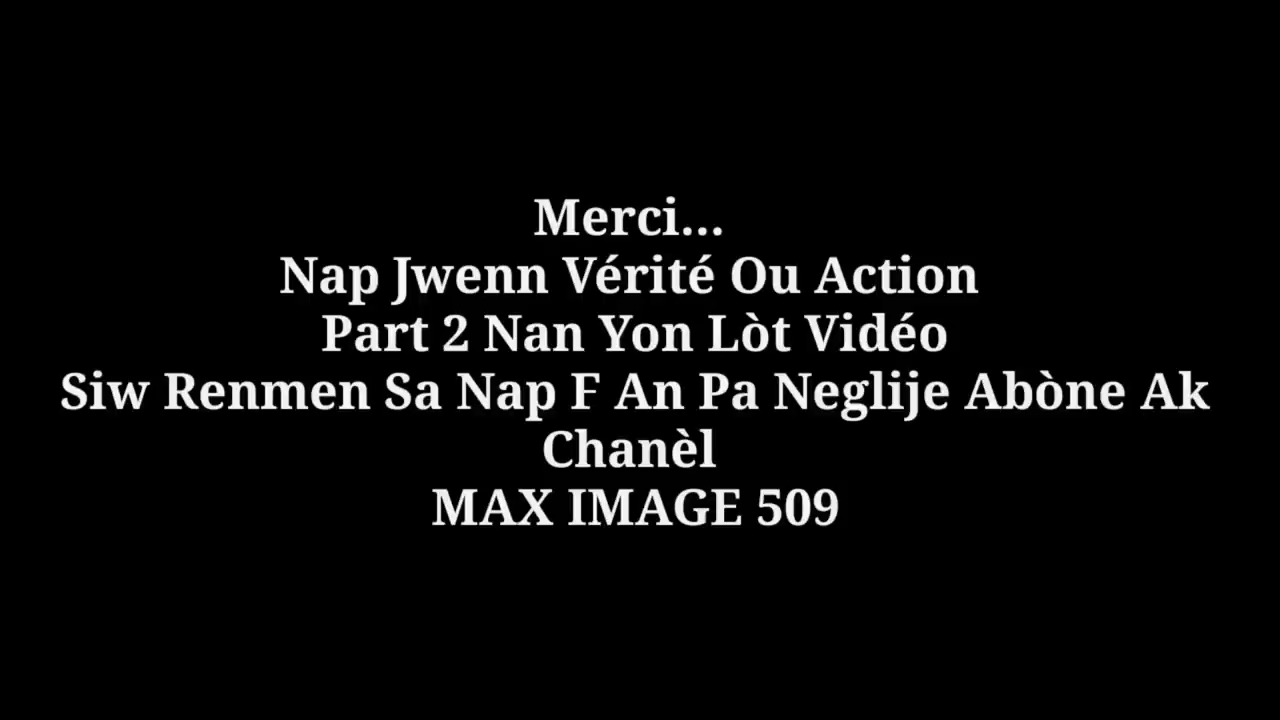 Merci...
Nap Jwenn Vérité Ou Action
Part 2 Nan Yon Lòt Vidéo
Siw Renmen Sa Nap F An Pa Neglije Abòne Ak
Chanèl
MAX IMAGE 509